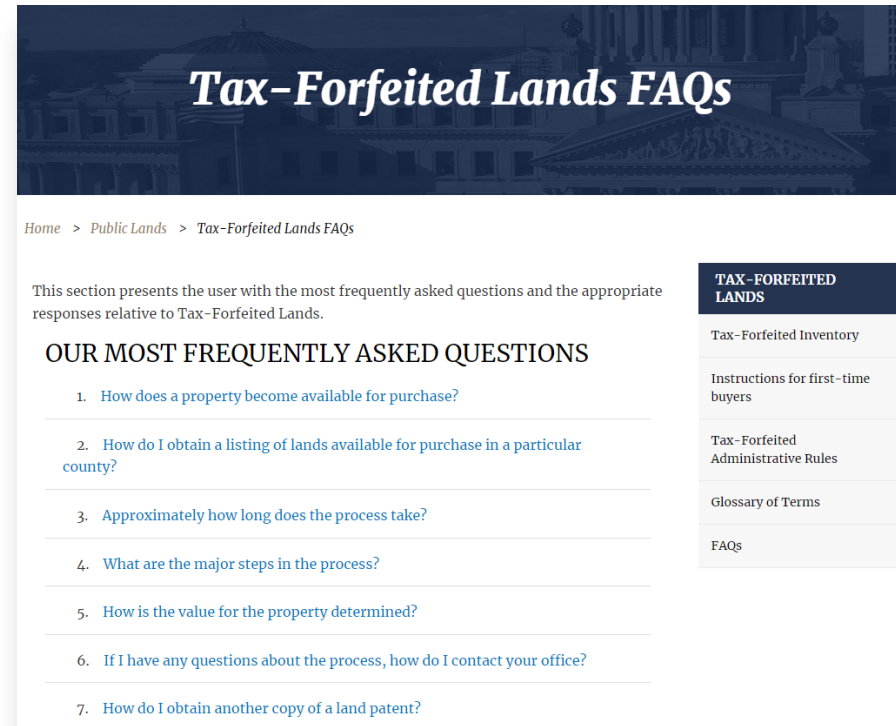 Tax-Forfeited Lands FAQs
Home > Public Lands > Tax-Forfeited Lands FAQs
This section presents the user with the most frequently asked questions and the appropriate
responses relative to Tax-Forfeited Lands.
OUR MOST FREQUENTLY ASKED QUESTIONS
1. How does a property become available for purchase?
2. How do I obtain a listing of lands available for purchase in a particular
county?
3. Approximately how long does the process take?
4. What are the major steps in the process?
5. How is the value for the property determined?
6. If I have any questions about the process, how do I contact your office?
7. How do I obtain another copy of a land patent?
TAX-FORFEITED
LANDS
Tax-Forfeited Inventory
Instructions for first-time
buyers
Tax-Forfeited
Administrative Rules
Glossary of Terms
FAQs